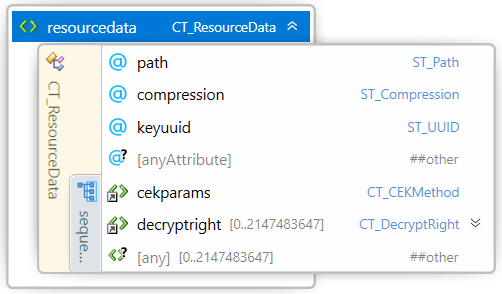 resourcedata CT_ResourceData
CT_ResourceData
path ST_Path
compression ST_Compression
keyuuid ST_UUID
[anyAttribute] ##other
seque...
cekparams CT_CEKMethod
decryptright [0..2147483647] CT_DecryptRight
[any] [0..2147483647] ##other